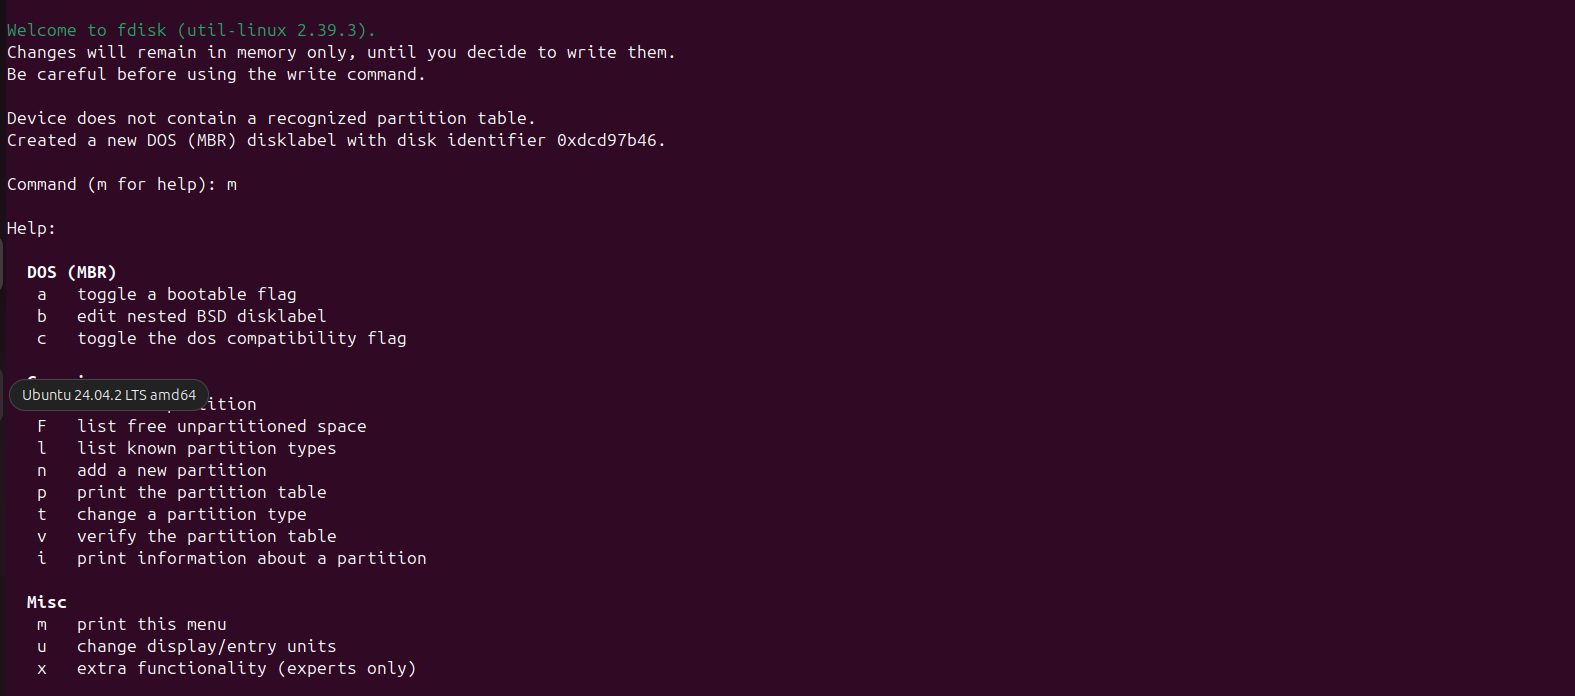 Welcome to fdisk (util-linux 2.39.3).
Changes will remain in memory only, until you decide to write them.
Be careful before using the write command.
Device does not contain a recognized partition table.
Created a new DOS (MBR) disklabel with disk identifier 0xdcd97b46.
Command (m for help): m
Help:
DOS (MBR)
a toggle a bootable flag
b edit nested BSD disklabel
c toggle the dos compatibility flag
Ubuntu 24.04.2 LTS amd64
F list free unpartitioned space
l list known partition types
n add a new partition
p print the partition table
t change a partition type
v verify the partition table
i print information about a partition
Misc
m print this menu
u change display/entry units
x extra functionality (experts only)